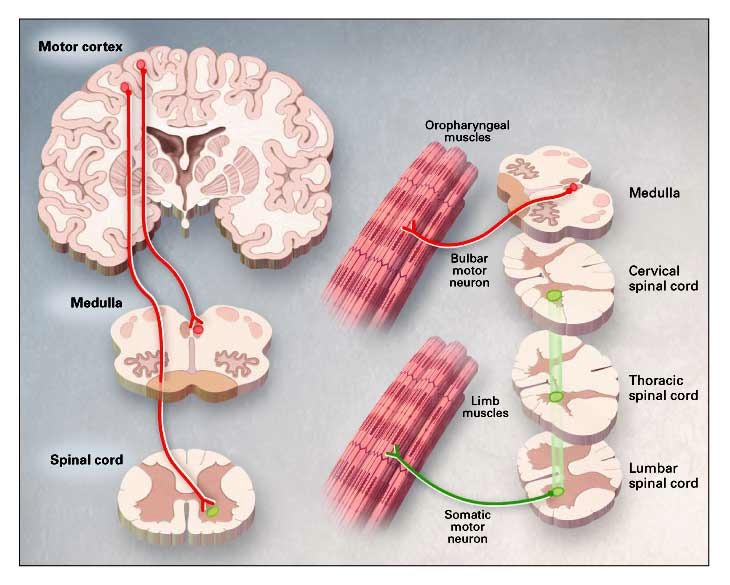 Motor cortex
Medulla
Spinal cord
Oropharyngeal
muscles
Medulla
Bulbar
motor
neuron
Cervical
spinal cord
Thoracic
spinal cord
Limb
muscles
Lumbar
spinal cord
Somatic
motor
neuron